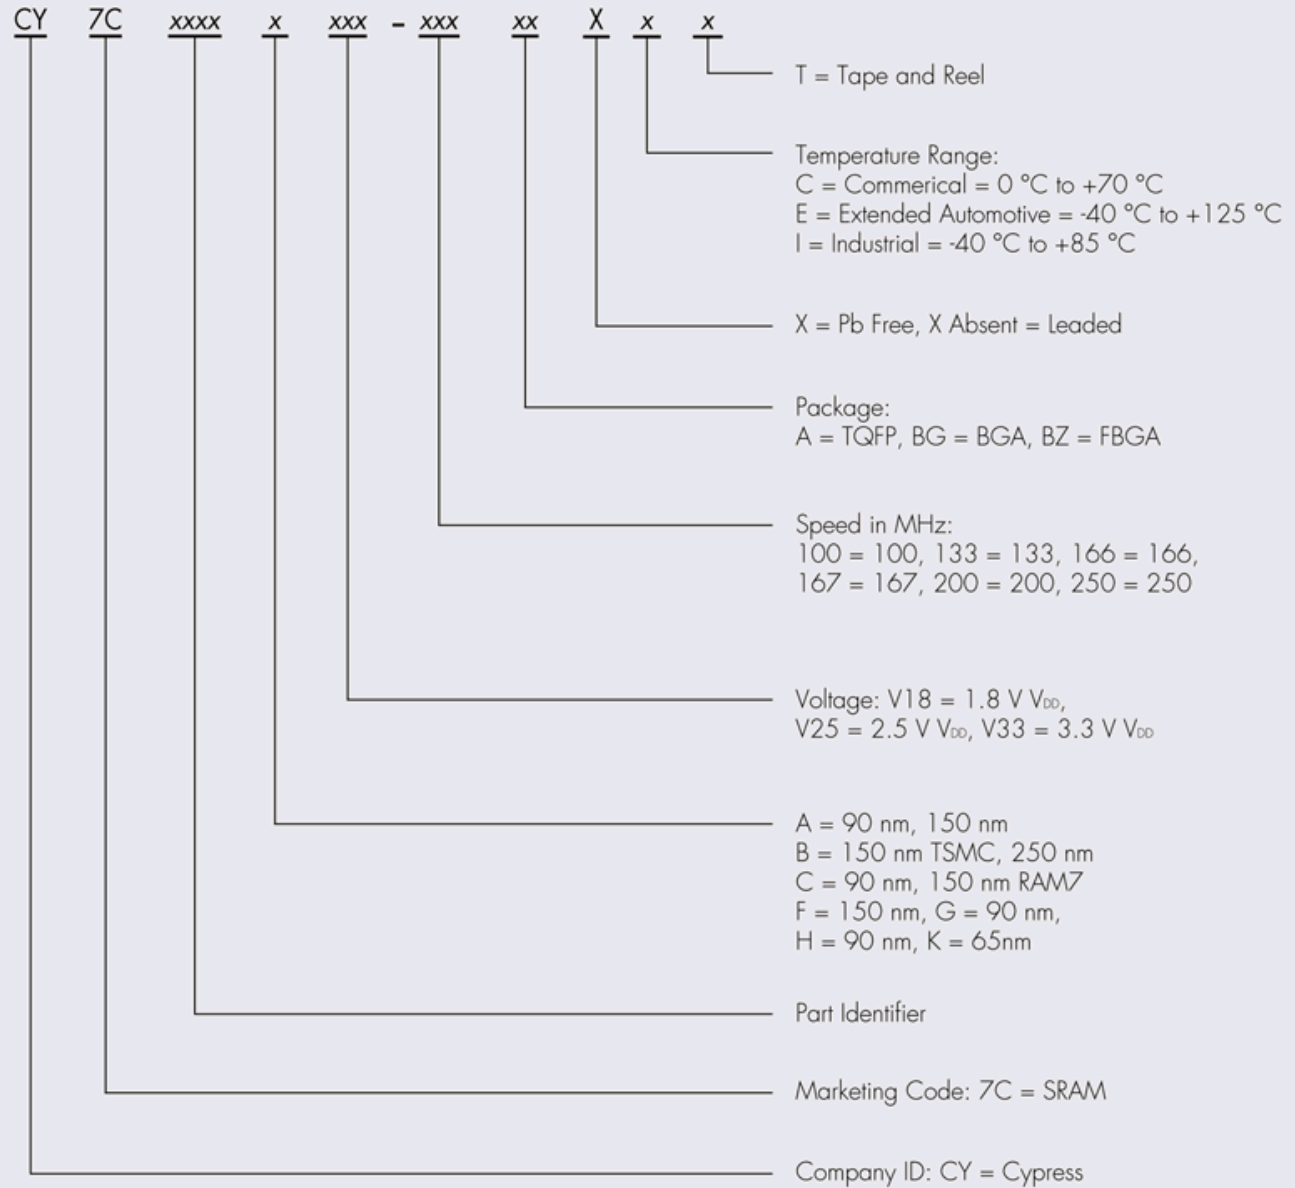 CY 7C xxxx x xxx – xxx xx X x x
T = Tape and Reel
Temperature Range:
C = Commerical = 0 °C to +70 °C
E = Extended Automotive = -40 °C to +125 °C
I = Industrial = -40 °C to +85 °C
X = Pb Free, X Absent = Leaded
Package:
A = TQFP, BG = BGA, BZ = FBGA
Speed in MHz:
100 = 100, 133 = 133, 166 = 166,
167 = 167, 200 = 200, 250 = 250
Voltage: V18 = 1.8 V VDD,
V25 = 2.5 V VDD, V33 = 3.3 V VDD
A = 90 nm, 150 nm
B = 150 nm TSMC, 250 nm
C = 90 nm, 150 nm RAM7
F = 150 nm, G = 90 nm,
H = 90 nm, K = 65nm
Part Identifier
Marketing Code: 7C = SRAM
Company ID: CY = Cypress